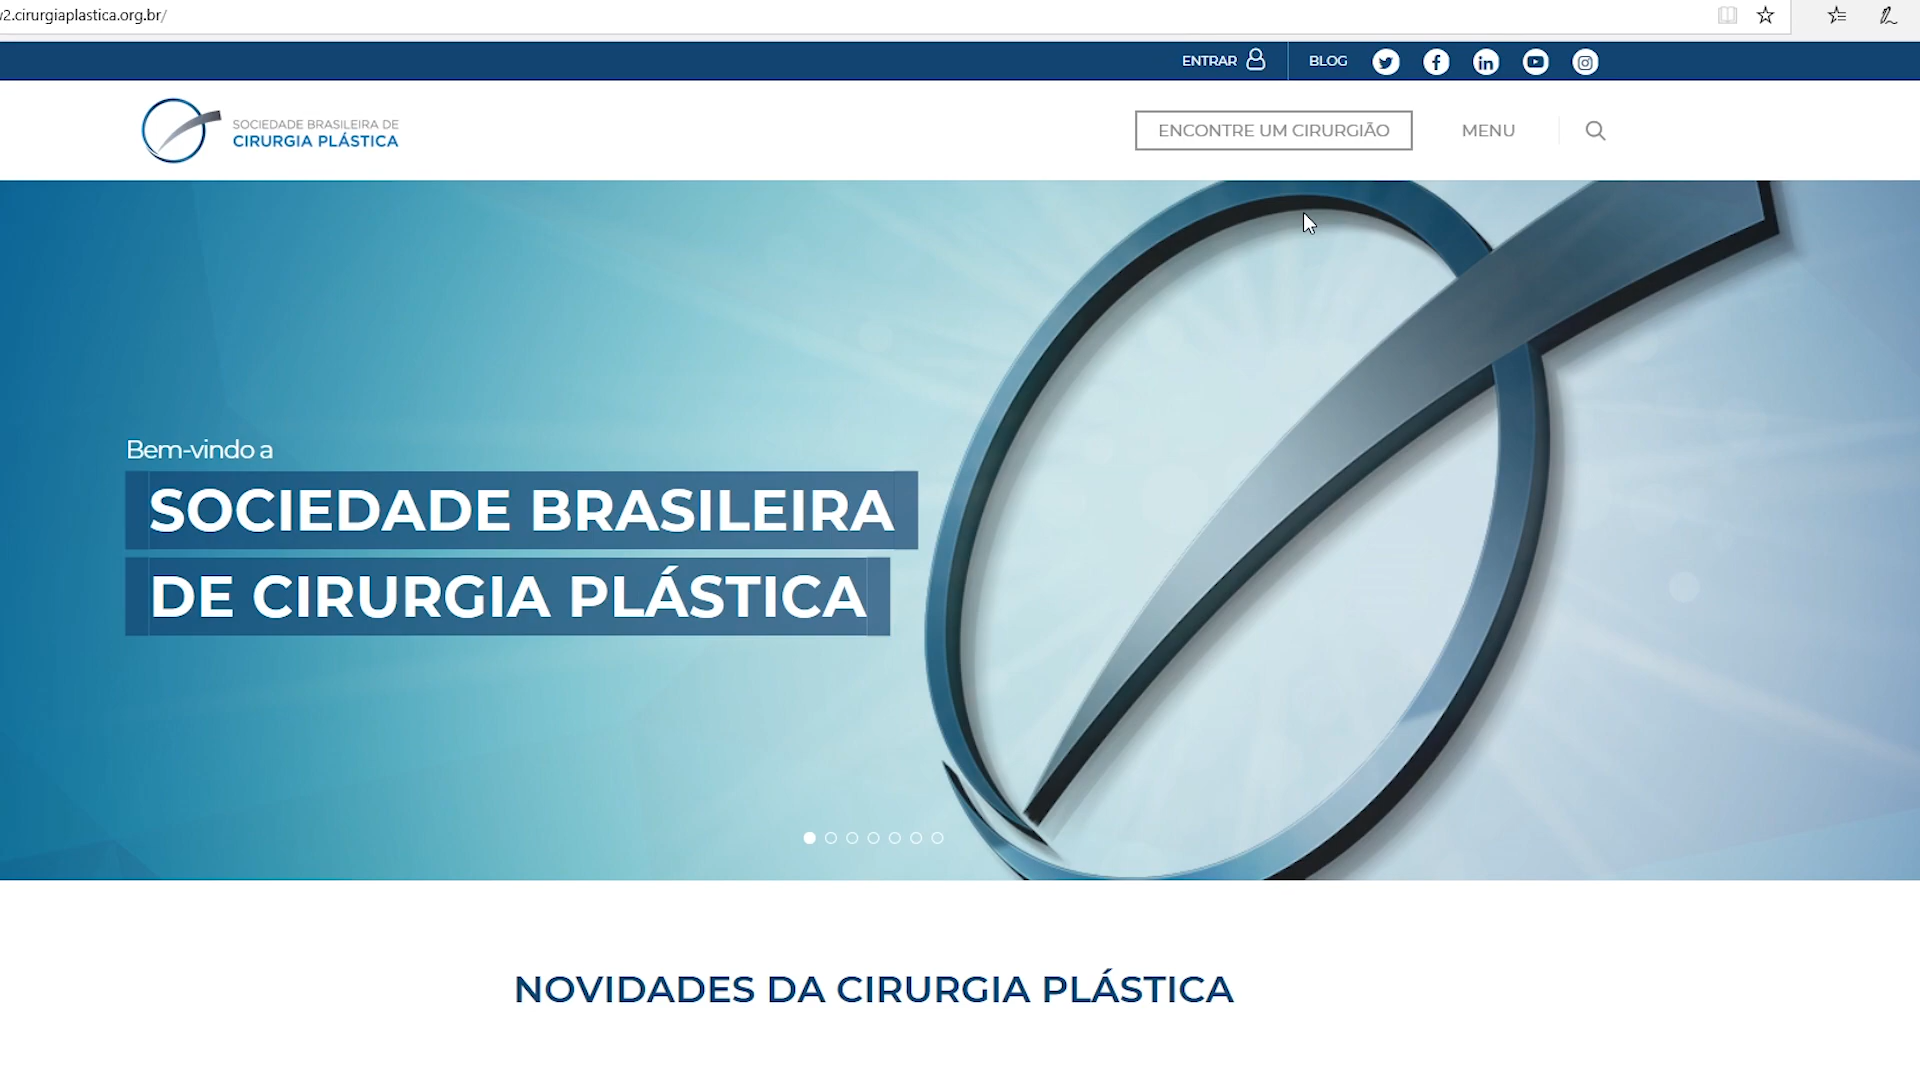 2.cirurgiaplastica.org.br/
ENTRAR
BLOG
SOCIEDADE BRASILEIRA DE
CIRURGIA PLÁSTICA
ENCONTRE UM CIRURGIÃO
MENU
Bem-vindo a
SOCIEDADE BRASILEIRA
DE CIRURGIA PLÁSTICA
NOVIDADES DA CIRURGIA PLÁSTICA